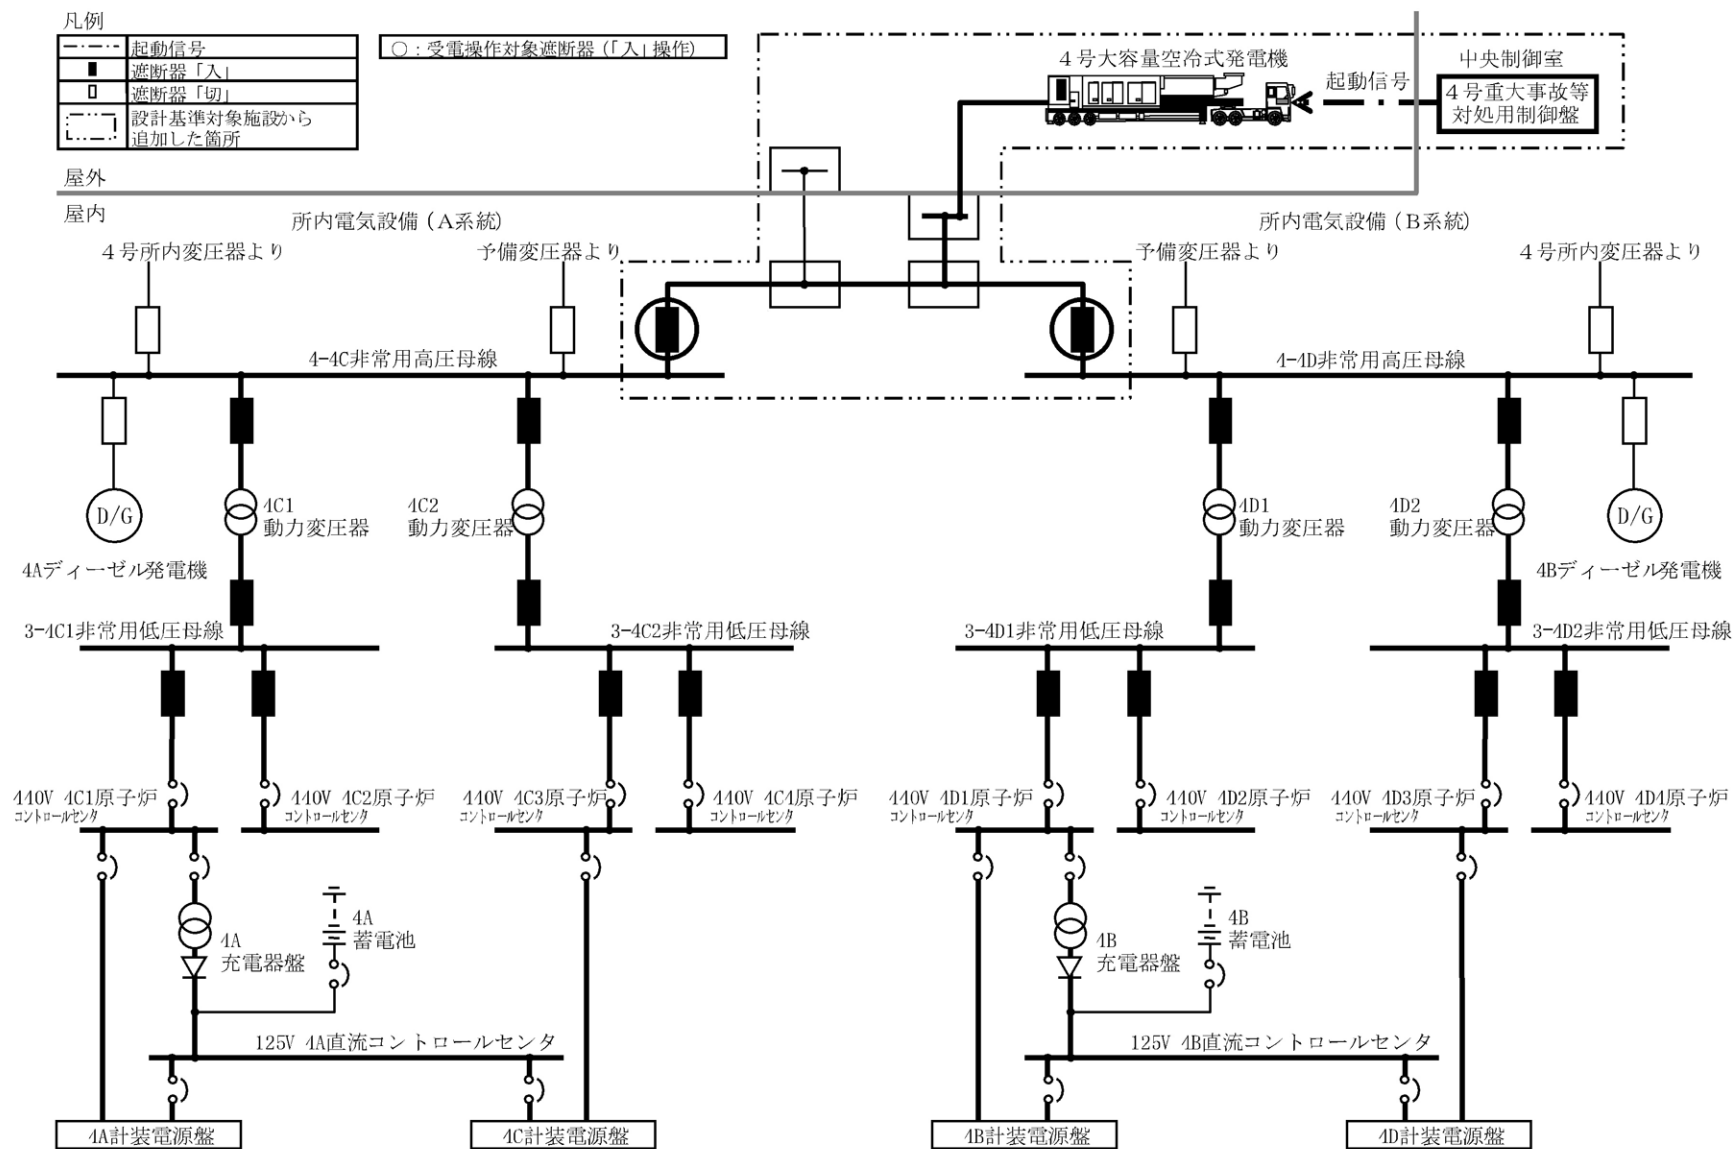 凡例
起動信号
遮断器「入」
遮断器「切」
設計基準対象施設から
追加した箇所
○：受電操作対象遮断器（「入」操作）
４号大容量空冷式発電機
起動信号
中央制御室
４号重大事故等
対処用制御盤
屋外
屋内
所内電気設備（Ａ系統）
所内電気設備（Ｂ系統）
４号所内変圧器より
予備変圧器より
予備変圧器より
４号所内変圧器より
4-4C非常用高圧母線
4-4D非常用高圧母線
D/G
4C1
動力変圧器
4C2
動力変圧器
4D1
動力変圧器
4D2
動力変圧器
D/G
4Aディーゼル発電機
4Bディーゼル発電機
3-4C1非常用低圧母線
3-4C2非常用低圧母線
3-4D1非常用低圧母線
3-4D2非常用低圧母線
440V 4C1原子炉
コントロールセンタ
440V 4C2原子炉
コントロールセンタ
440V 4C3原子炉
コントロールセンタ
440V 4C4原子炉
コントロールセンタ
440V 4D1原子炉
コントロールセンタ
440V 4D2原子炉
コントロールセンタ
440V 4D3原子炉
コントロールセンタ
440V 4D4原子炉
コントロールセンタ
4A
充電器盤
4A
蓄電池
4B
充電器盤
4B
蓄電池
125V 4A直流コントロールセンタ
125V 4B直流コントロールセンタ
4A計装電源盤
4C計装電源盤
4B計装電源盤
4D計装電源盤